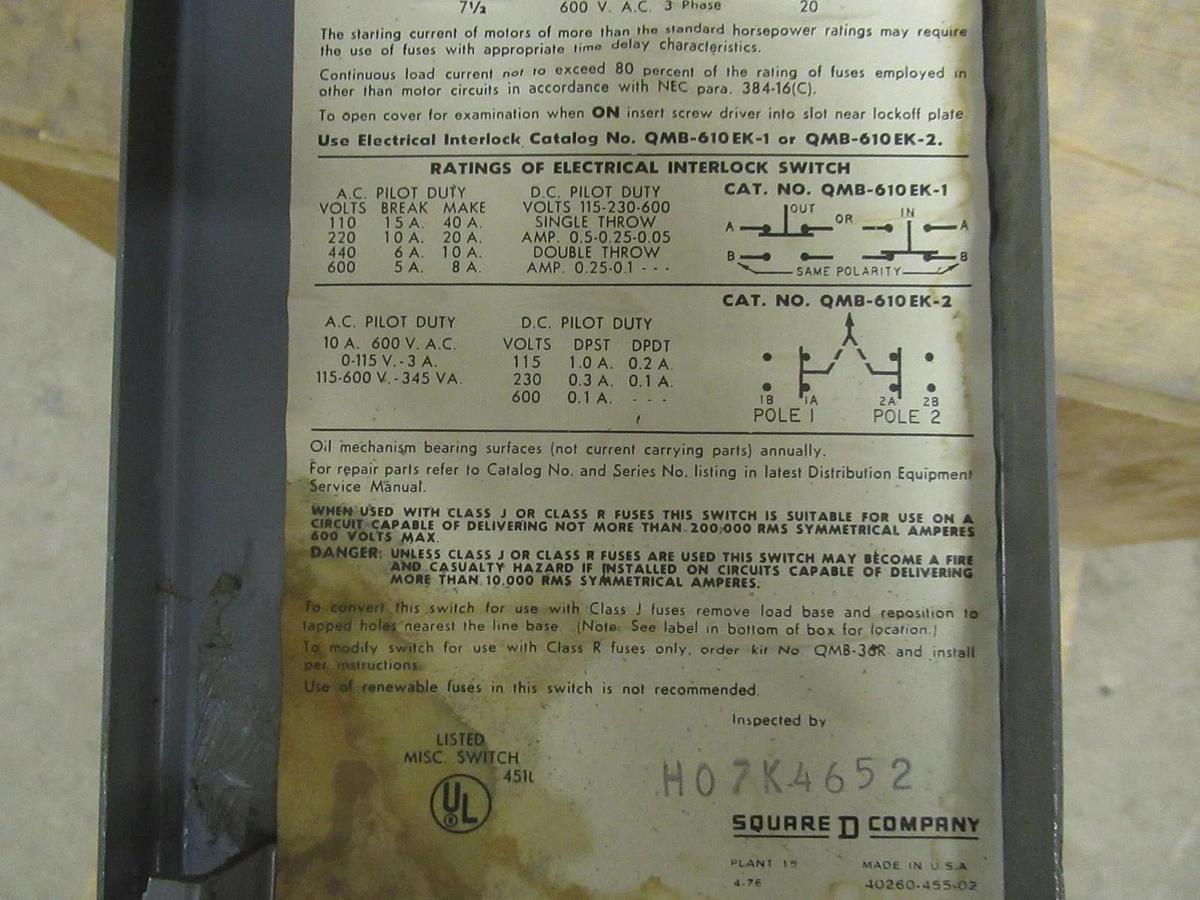 7½ 600 V. A.C. 3 Phase 20
The starting current of motors of more than the standard horsepower ratings may require
the use of fuses with appropriate time delay characteristics.
Continuous load current not to exceed 80 percent of the rating of fuses employed in
other than motor circuits in accordance with NEC para. 384-16(C).
To open cover for examination when ON insert screw driver into slot near lockoff plate
Use Electrical Interlock Catalog No. QMB-610EK-1 or QMB-610EK-2.
RATINGS OF ELECTRICAL INTERLOCK SWITCH
A.C. PILOT DUTY D.C. PILOT DUTY CAT. NO. QMB-610EK-1
VOLTS BREAK MAKE VOLTS 115-230-600 OUT OR IN
110 15 A. 40 A. SINGLE THROW A A
220 10 A. 20 A. AMP. 0.5-0.25-0.05
440 6 A. 10 A. DOUBLE THROW B B
600 5 A. 8 A. AMP. 0.25-0.1 - - - SAME POLARITY
CAT. NO. QMB-610EK-2
A.C. PILOT DUTY D.C. PILOT DUTY
10 A. 600 V. A.C. VOLTS DPST DPDT
0-115 V.-3 A. 115 1.0 A. 0.2 A.
115-600 V.-345 VA. 230 0.3 A. 0.1 A.
600 0.1 A. - - - 1B 1A 2A 2B
POLE 1 POLE 2
Oil mechanism bearing surfaces (not current carrying parts) annually.
For repair parts refer to Catalog No. and Series No. listing in latest Distribution Equipment
Service Manual.
WHEN USED WITH CLASS J OR CLASS R FUSES THIS SWITCH IS SUITABLE FOR USE ON A
CIRCUIT CAPABLE OF DELIVERING NOT MORE THAN 200,000 RMS SYMMETRICAL AMPERES
600 VOLTS MAX.
DANGER: UNLESS CLASS J OR CLASS R FUSES ARE USED THIS SWITCH MAY BECOME A FIRE
AND CASUALTY HAZARD IF INSTALLED ON CIRCUITS CAPABLE OF DELIVERING
MORE THAN 10,000 RMS SYMMETRICAL AMPERES.
To convert this switch for use with Class J fuses remove load base and reposition to
tapped holes nearest the line base. (Note: See label in bottom of box for location.)
To modify switch for use with Class R fuses only, order kit No. QMB-36R and install
per instructions.
Use of renewable fuses in this switch is not recommended.
Inspected by
LISTED
MISC. SWITCH
451L
UL
H07K4652
SQUARE D COMPANY
PLANT 19 MADE IN U.S.A
4-76 40260-455-02